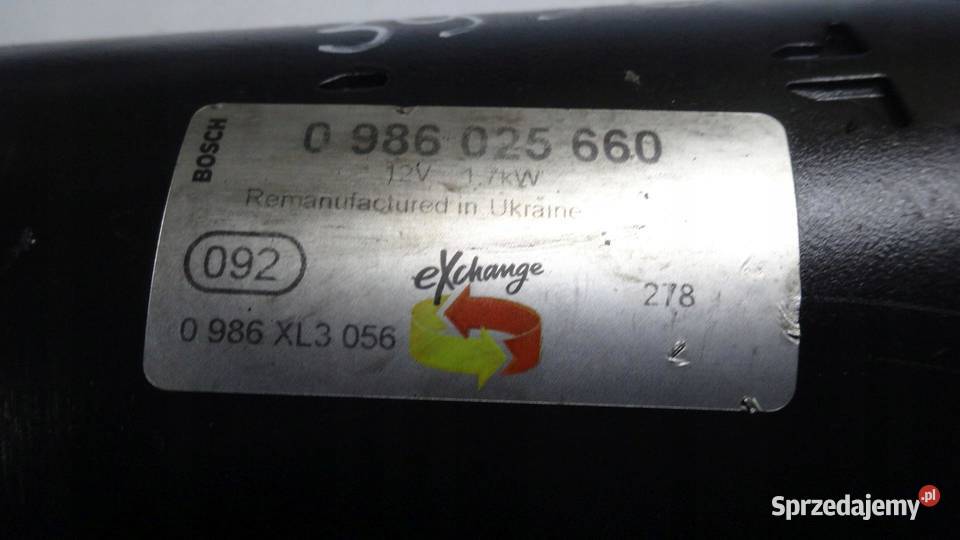 BOSCH
0 986 025 660
12V 1,7kW
Remanufactured in Ukraine
092
eXchange
278
0 986 XL3 056
Sprzedajemy.pl